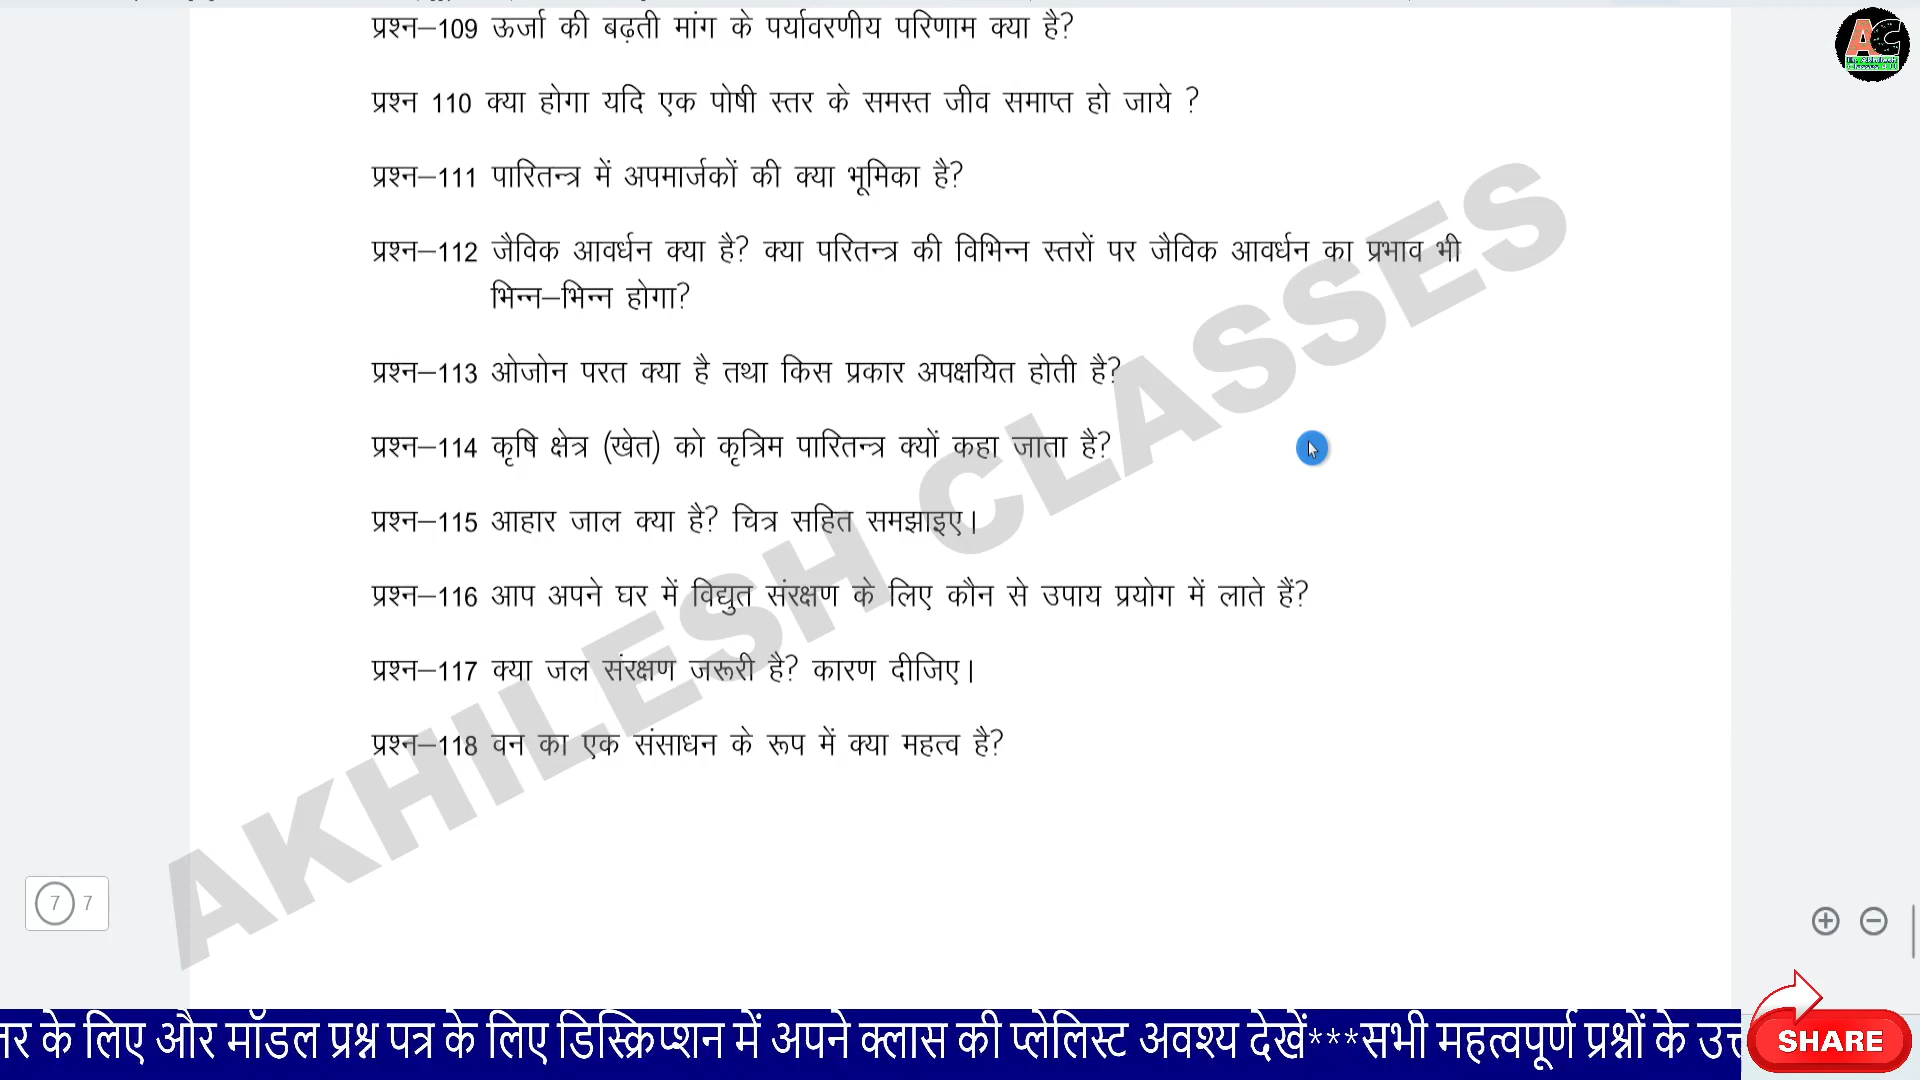 प्रश्न–109 ऊर्जा की बढ़ती मांग के पर्यावरणीय परिणाम क्या है?
प्रश्न 110 क्या होगा यदि एक पोषी स्तर के समस्त जीव समाप्त हो जाये ?
प्रश्न–111 पारितन्त्र में अपमार्जकों की क्या भूमिका है?
प्रश्न–112 जैविक आवर्धन क्या है? क्या परितन्त्र की विभिन्न स्तरों पर जैविक आवर्धन का प्रभाव भी
भिन्न–भिन्न होगा?
प्रश्न–113 ओजोन परत क्या है तथा किस प्रकार अपक्षयित होती है?
प्रश्न–114 कृषि क्षेत्र (खेत) को कृत्रिम पारितन्त्र क्यों कहा जाता है?
प्रश्न–115 आहार जाल क्या है? चित्र सहित समझाइए।
प्रश्न–116 आप अपने घर में विद्युत संरक्षण के लिए कौन से उपाय प्रयोग में लाते हैं?
प्रश्न–117 क्या जल संरक्षण जरूरी है? कारण दीजिए।
प्रश्न–118 वन का एक संसाधन के रूप में क्या महत्व है?
AKHILESH CLASSES
AC
7 7
के लिए और मॉडल प्रश्न पत्र के लिए डिस्क्रिप्शन में अपने क्लास की प्लेलिस्ट अवश्य देखें***सभी महत्वपूर्ण प्रश्नों के
SHARE